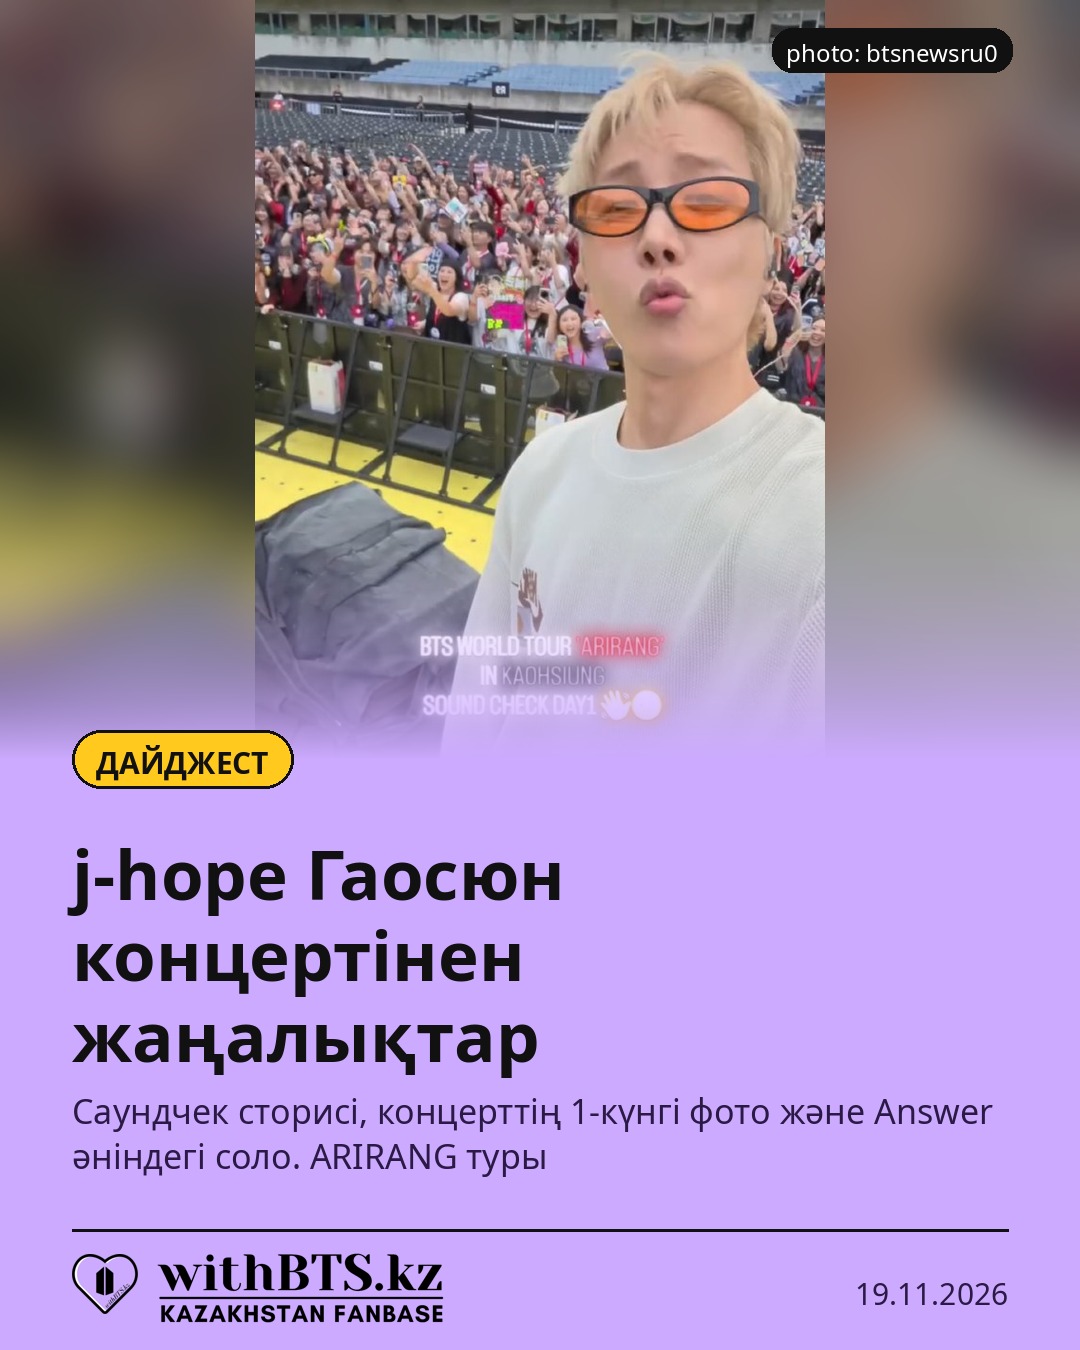 photo: btsnewsru0
BTS WORLD TOUR 'ARIRANG'
IN KAOHSIUNG
SOUND CHECK DAY1
ДАЙДЖЕСТ
j-hope Гаосюн
концертінен
жаңалықтар
Саундчек сторисі, концерттің 1-күнгі фото және Answer
әніндегі соло. ARIRANG туры
withBTS.kz
KAZAKHSTAN FANBASE
19.11.2026